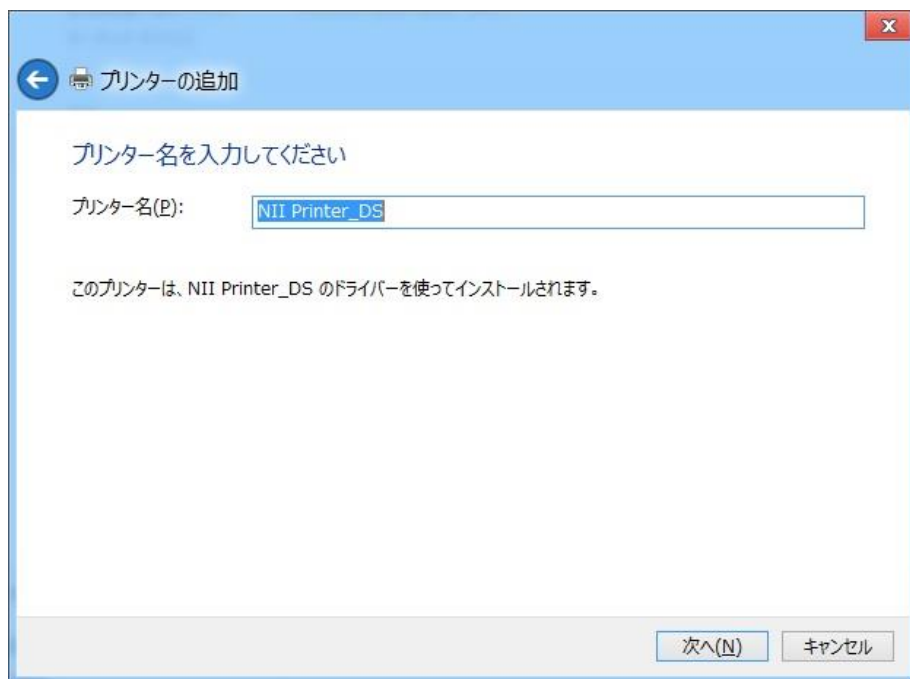 プリンターの追加
プリンター名を入力してください
プリンター名(P): NII Printer_DS
このプリンターは、NII Printer_DS のドライバーを使ってインストールされます。
次へ(N) キャンセル